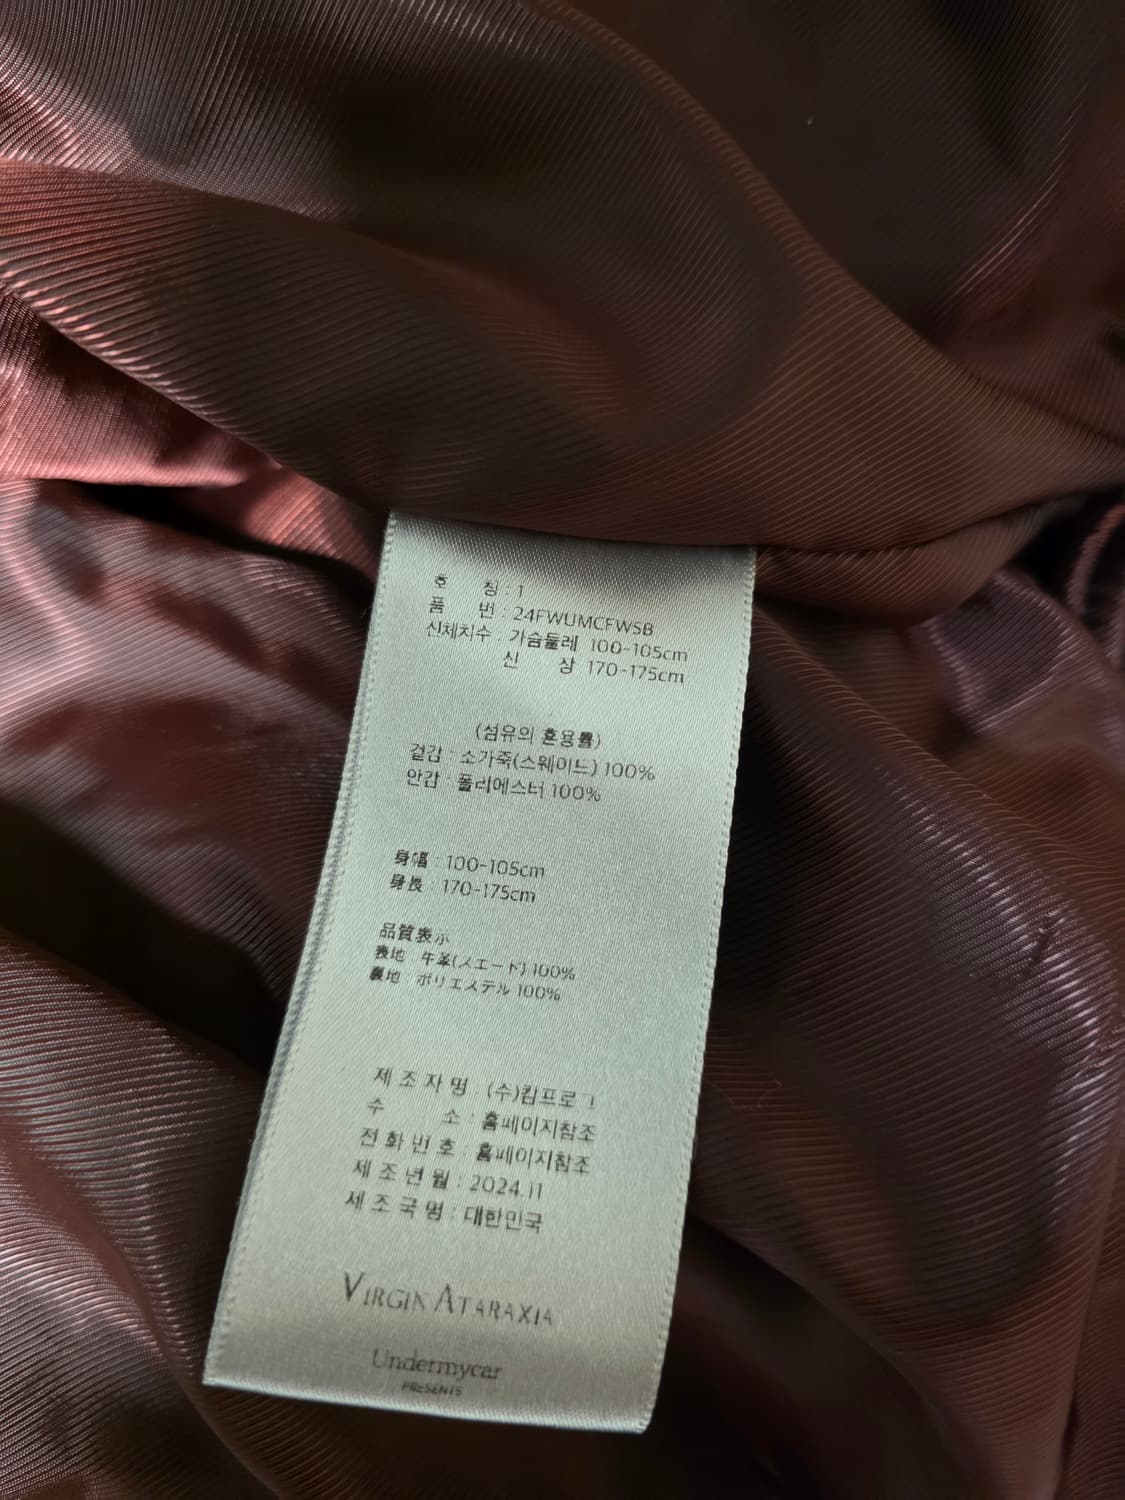 호 칭 : 1
품 번 : 24FWUMCFWSB
신체치수 : 가슴둘레 100-105cm
신 장 170-175cm
(섬유의 혼용률)
겉감 : 소가죽(스웨이드) 100%
안감 : 폴리에스터 100%
身幅 : 100-105cm
身長 : 170-175cm
品質表示
表地 牛革(スエード) 100%
裏地 ポリエステル 100%
제 조 자 명 : (수)킴프로그
수 소 : 홈페이지참조
전 화 번 호 : 홈페이지참조
제 조 년 월 : 2024.11
제 조 국 명 : 대한민국
VIRGIN ATARAXIA
Undermycar
PRESENTS